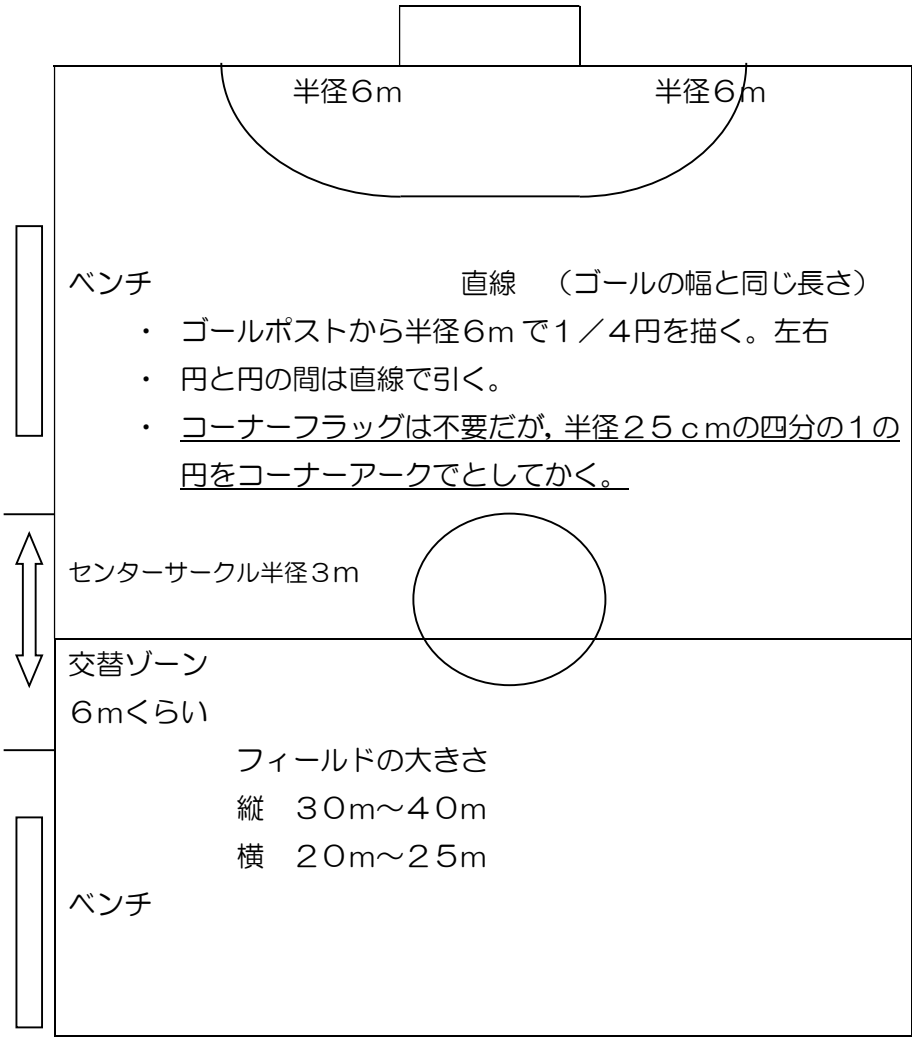 半径６ｍ　半径６ｍ
ベンチ　直線　（ゴールの幅と同じ長さ）
・　ゴールポストから半径６ｍで１／４円を描く。左右
・　円と円の間は直線で引く。
・　コーナーフラッグは不要だが，半径２５ｃｍの四分の１の
円をコーナーアークでとしてかく。
センターサークル半径３ｍ
交替ゾーン
６ｍくらい
フィールドの大きさ
縦　３０ｍ～４０ｍ
横　２０ｍ～２５ｍ
ベンチ